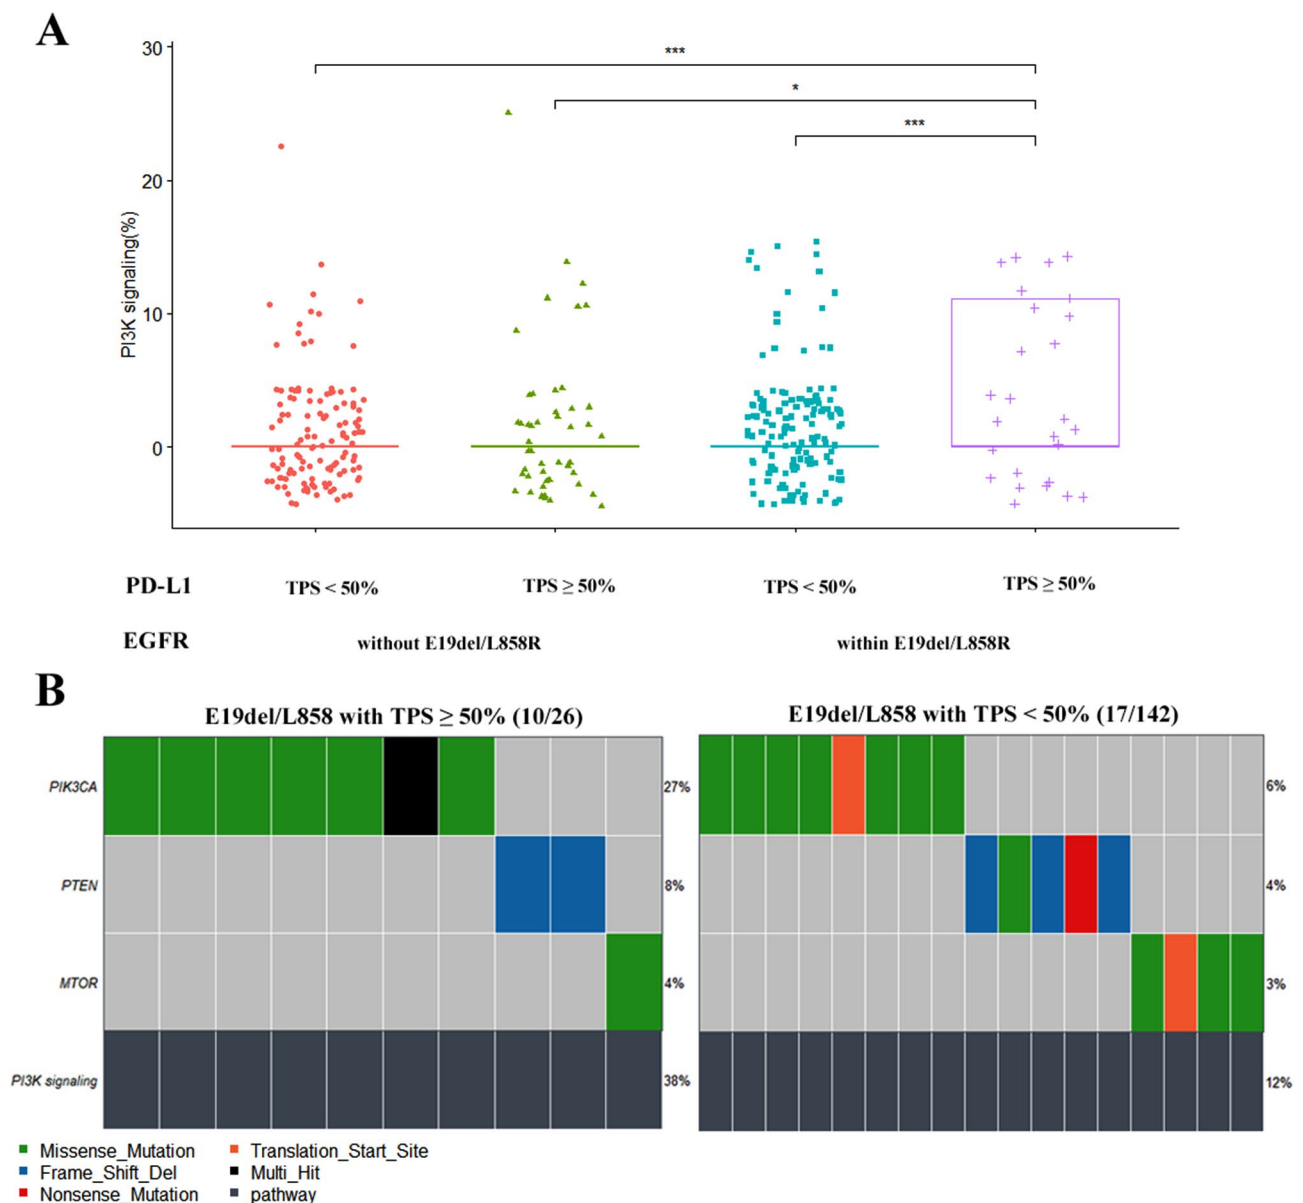 A
30
***
*
***
20
PI3K signaling(%)
10
0
PD-L1
TPS < 50%
TPS ≥ 50%
TPS < 50%
TPS ≥ 50%
EGFR
without E19del/L858R
within E19del/L858R
B
E19del/L858 with TPS ≥ 50% (10/26)
E19del/L858 with TPS < 50% (17/142)
PIK3CA
27%
6%
PTEN
8%
4%
MTOR
4%
3%
PI3K signaling
38%
12%
Missense_Mutation
Translation_Start_Site
Frame_Shift_Del
Multi_Hit
Nonsense_Mutation
pathway